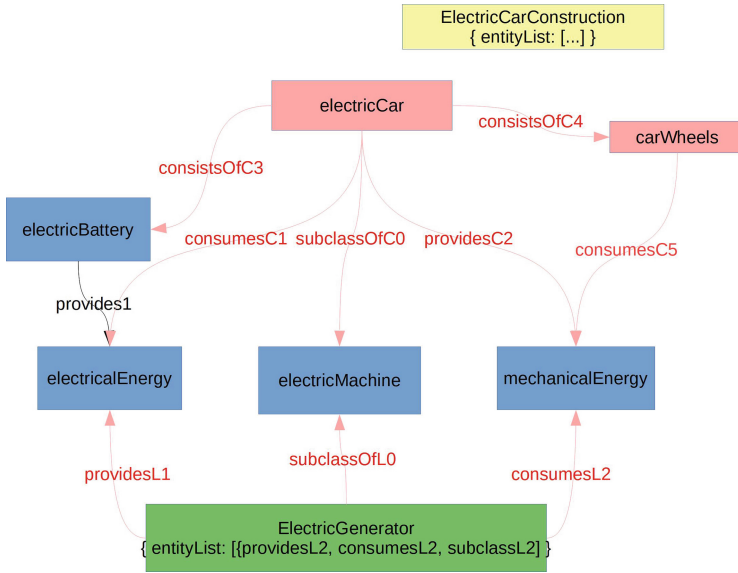 ElectricCarConstruction
{ entityList: [...] }
electricCar
consistsOfC4
carWheels
consistsOfC3
electricBattery
consumesC1
subclassOfC0
providesC2
consumesC5
provides1
electricalEnergy
electricMachine
mechanicalEnergy
providesL1
subclassOfL0
consumesL2
ElectricGenerator
{ entityList: [{providesL2, consumesL2, subclassL2] }